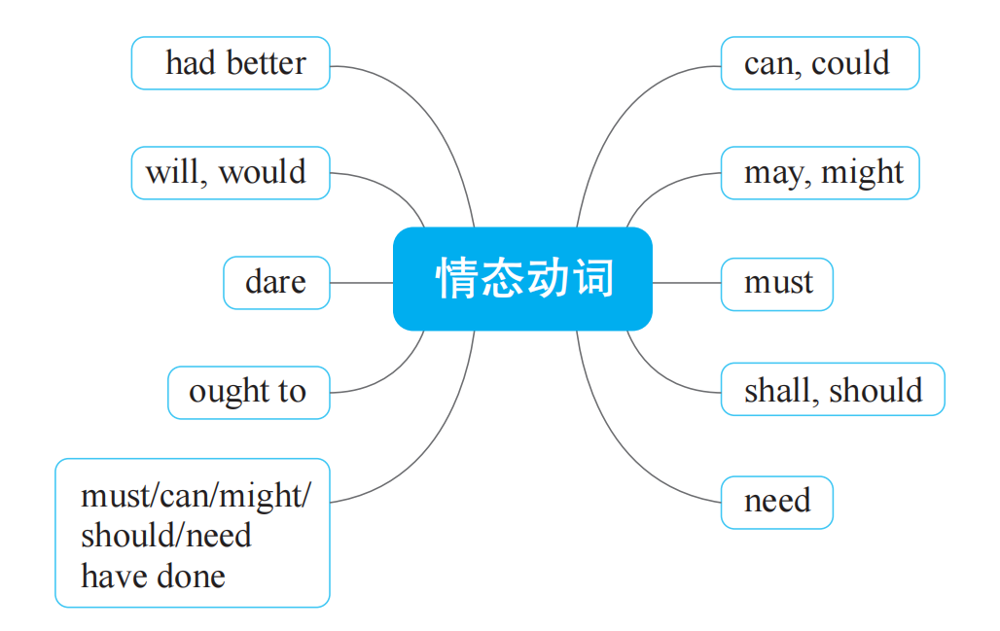 had better
will, would
dare
ought to
must/can/might/
should/need
have done
情态动词
can, could
may, might
must
shall, should
need